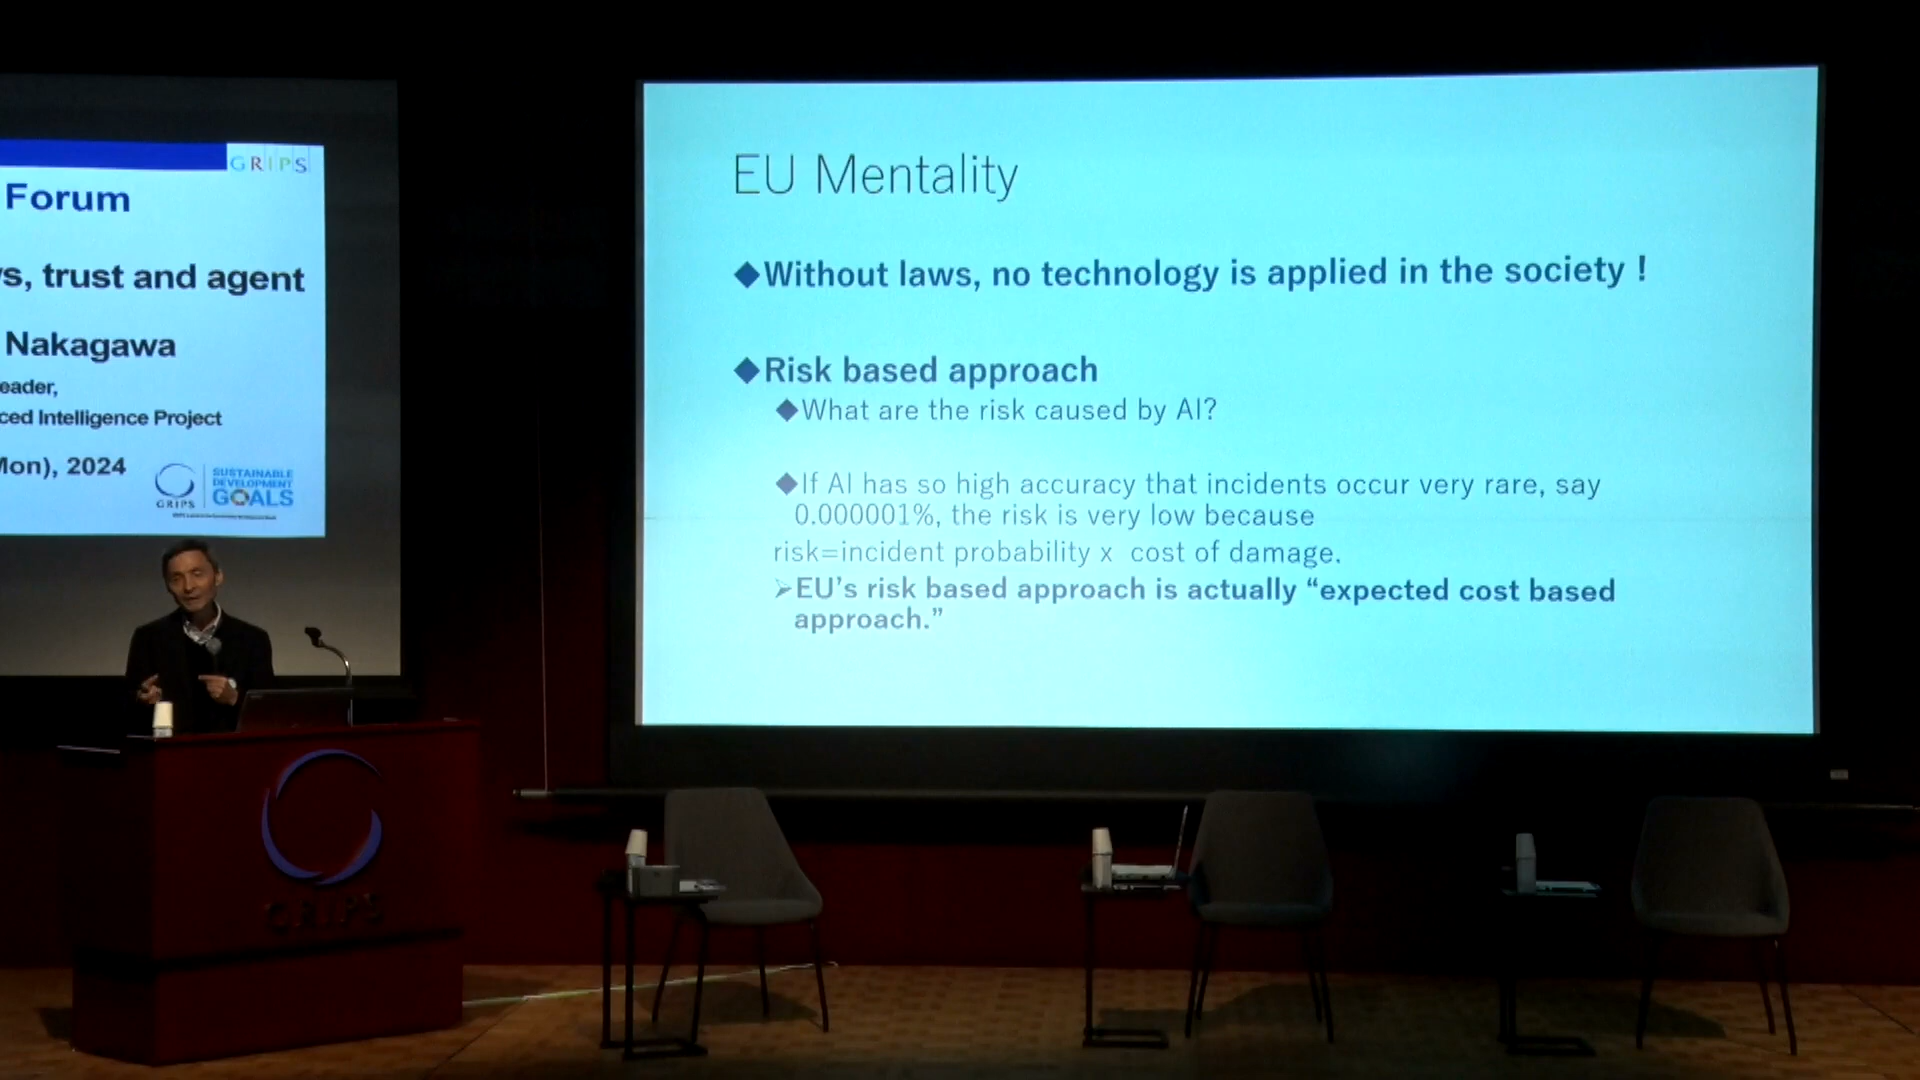 GRIPS
Forum
s, trust and agent
Nakagawa
eader,
ced Intelligence Project
Mon), 2024
GRIPS
SUSTAINABLE
DEVELOPMENT
GOALS
EU Mentality
◆Without laws, no technology is applied in the society !
◆Risk based approach
◆What are the risk caused by AI?
◆If AI has so high accuracy that incidents occur very rare, say
0.000001%, the risk is very low because
risk=incident probability x cost of damage.
➢EU’s risk based approach is actually “expected cost based
approach.”
GRIPS